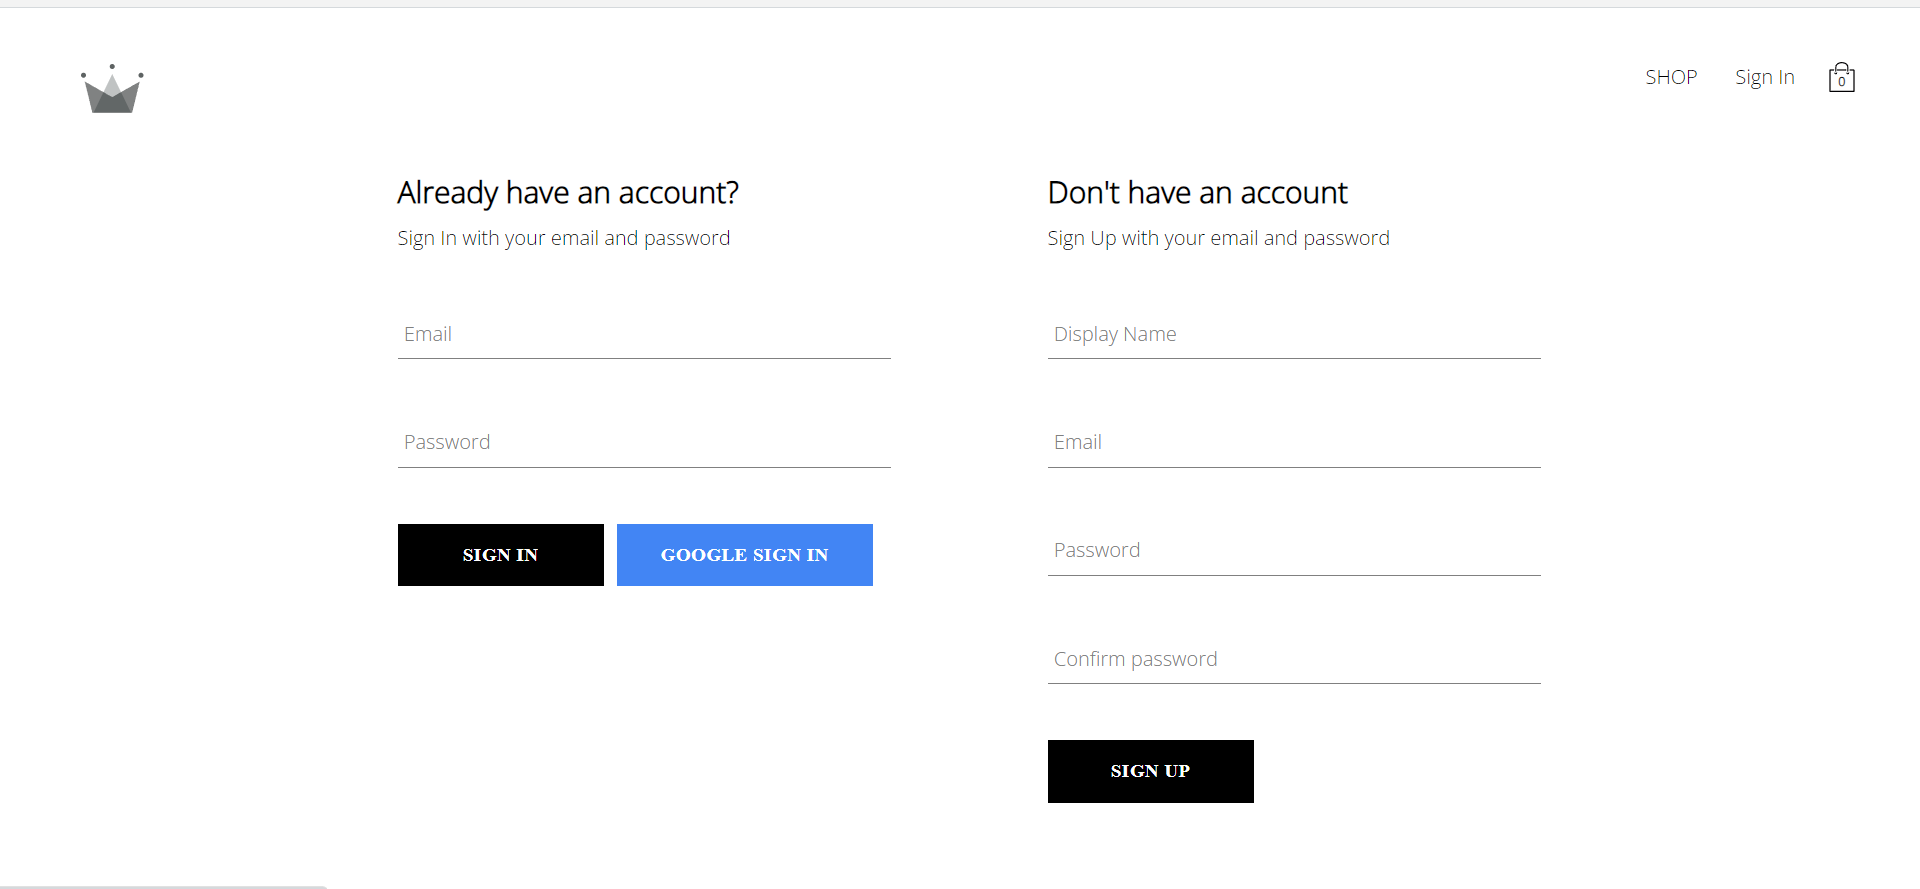 SHOP
Sign In
0
Already have an account?
Sign In with your email and password
Email
Password
SIGN IN
GOOGLE SIGN IN
Don't have an account
Sign Up with your email and password
Display Name
Email
Password
Confirm password
SIGN UP